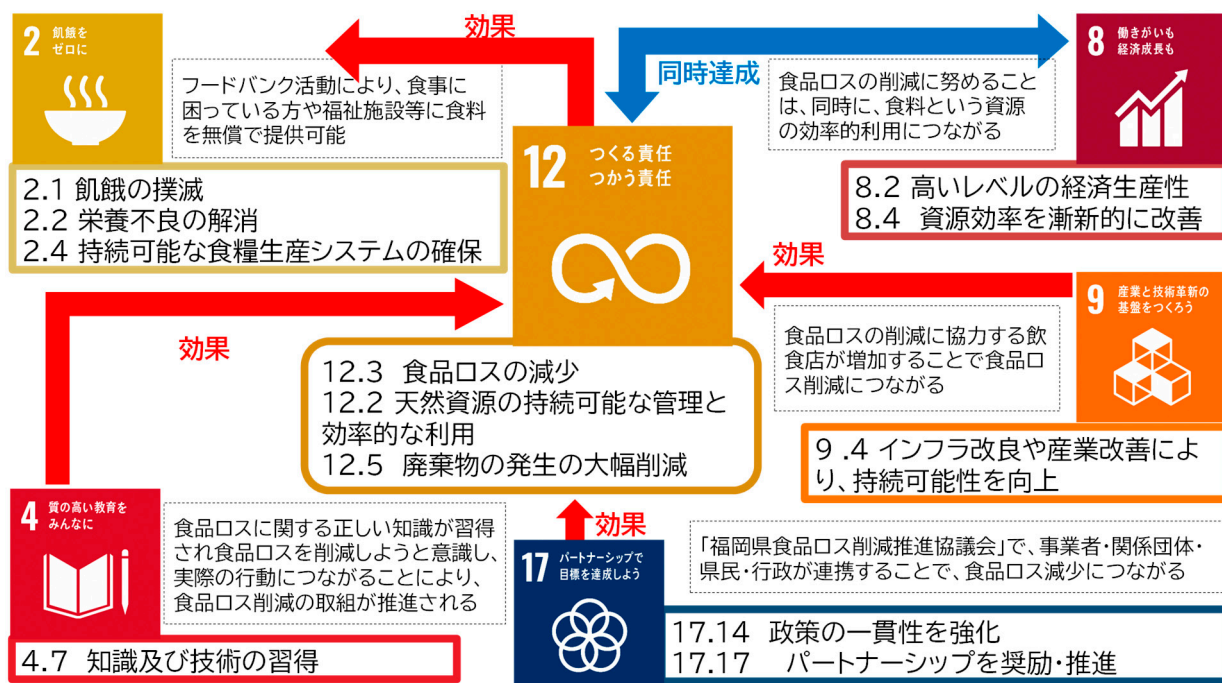 2 飢餓を
ゼロに
効果
フードバンク活動により、食事に
困っている方や福祉施設等に食料
を無償で提供可能
2.1 飢餓の撲滅
2.2 栄養不良の解消
2.4 持続可能な食糧生産システムの確保
同時達成
8 働きがいも
経済成長も
食品ロスの削減に努めること
は、同時に、食料という資源
の効率的利用につながる
8.2 高いレベルの経済生産性
8.4 資源効率を漸新的に改善
12 つくる責任
つかう責任
12.3 食品ロスの減少
12.2 天然資源の持続可能な管理と
効率的な利用
12.5 廃棄物の発生の大幅削減
効果
9 産業と技術革新の
基盤をつくろう
食品ロスの削減に協力する飲
食店が増加することで食品ロ
ス削減につながる
9.4 インフラ改良や産業改善によ
り、持続可能性を向上
効果
4 質の高い教育を
みんなに
食品ロスに関する正しい知識が習得
され食品ロスを削減しようと意識し、
実際の行動につながることにより、
食品ロス削減の取組が推進される
4.7 知識及び技術の習得
効果
17 パートナーシップで
目標を達成しよう
「福岡県食品ロス削減推進協議会」で、事業者・関係団体・
県民・行政が連携することで、食品ロス減少につながる
17.14 政策の一貫性を強化
17.17 パートナーシップを奨励・推進